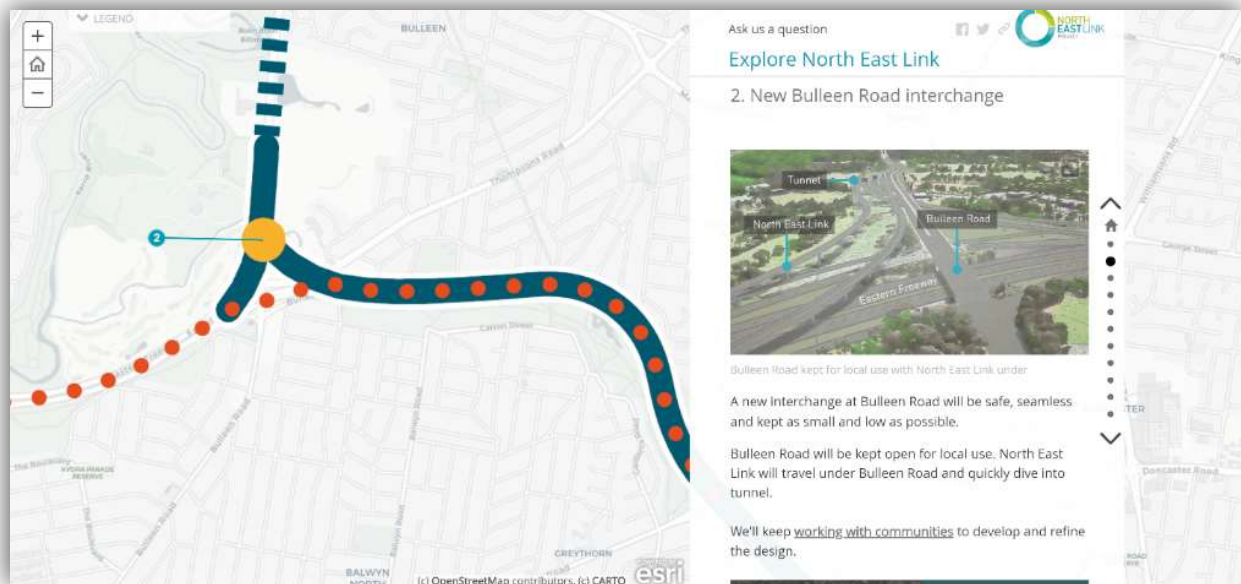 LEGEND
BULLEEN
Thompsons Road
2
Carron Street
Bulleen Road
Bulleen Road
KYORA PARADE
RESERVE
GREYTHORN
BALWYN
NORTH
(c) OpenStreetMap contributors, (c) CARTO
esri
Ask us a question
NORTH
EASTLINK
Explore North East Link
2. New Bulleen Road interchange
Tunnel
North East Link
Bulleen Road
Eastern Freeway
Bulleen Road kept for local use with North East Link under
A new interchange at Bulleen Road will be safe, seamless
and kept as small and low as possible.
Bulleen Road will be kept open for local use. North East
Link will travel under Bulleen Road and quickly dive into
tunnel.
We'll keep working with communities to develop and refine
the design.
George Street
Doncaster Road